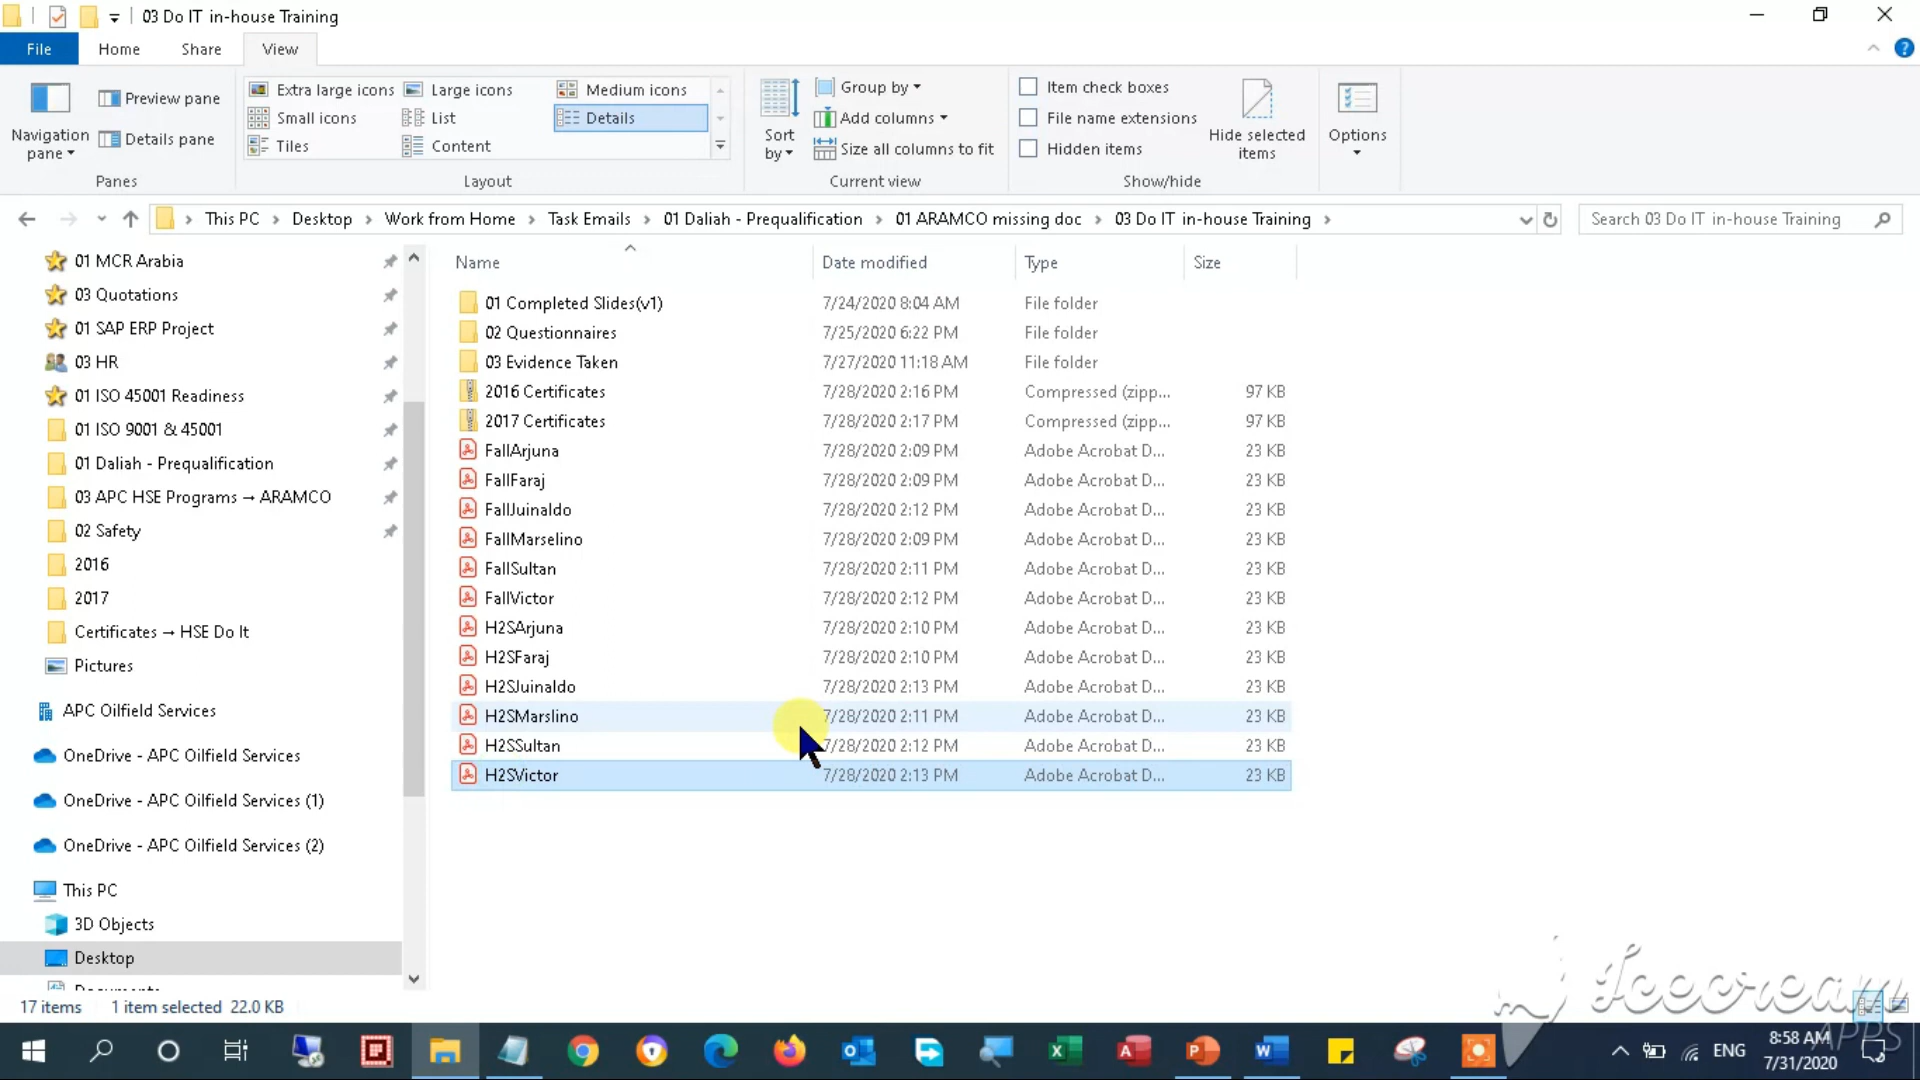 03 Do IT in-house Training
File Home Share View
Navigation pane
Preview pane
Details pane
Panes
Extra large icons Large icons Medium icons
Small icons List Details
Tiles Content
Layout
Sort by
Group by
Add columns
Size all columns to fit
Current view
Item check boxes
File name extensions
Hidden items
Hide selected items
Show/hide
Options
This PC Desktop Work from Home Task Emails 01 Daliah - Prequalification 01 ARAMCO missing doc 03 Do IT in-house Training
Search 03 Do IT in-house Training
01 MCR Arabia
03 Quotations
01 SAP ERP Project
03 HR
01 ISO 45001 Readiness
01 ISO 9001 & 45001
01 Daliah - Prequalification
03 APC HSE Programs → ARAMCO
02 Safety
2016
2017
Certificates → HSE Do It
Pictures
APC Oilfield Services
OneDrive - APC Oilfield Services
OneDrive - APC Oilfield Services (1)
OneDrive - APC Oilfield Services (2)
This PC
3D Objects
Desktop
Name Date modified Type Size
01 Completed Slides(v1) 7/24/2020 8:04 AM File folder
02 Questionnaires 7/25/2020 6:22 PM File folder
03 Evidence Taken 7/27/2020 11:18 AM File folder
2016 Certificates 7/28/2020 2:16 PM Compressed (zipp... 97 KB
2017 Certificates 7/28/2020 2:17 PM Compressed (zipp... 97 KB
FallArjuna 7/28/2020 2:09 PM Adobe Acrobat D... 23 KB
FallFaraj 7/28/2020 2:09 PM Adobe Acrobat D... 23 KB
FallJuinaldo 7/28/2020 2:12 PM Adobe Acrobat D... 23 KB
FallMarselino 7/28/2020 2:09 PM Adobe Acrobat D... 23 KB
FallSultan 7/28/2020 2:11 PM Adobe Acrobat D... 23 KB
FallVictor 7/28/2020 2:12 PM Adobe Acrobat D... 23 KB
H2SArjuna 7/28/2020 2:10 PM Adobe Acrobat D... 23 KB
H2SFaraj 7/28/2020 2:10 PM Adobe Acrobat D... 23 KB
H2SJuinaldo 7/28/2020 2:13 PM Adobe Acrobat D... 23 KB
H2SMarslino 7/28/2020 2:11 PM Adobe Acrobat D... 23 KB
H2SSultan 7/28/2020 2:12 PM Adobe Acrobat D... 23 KB
H2SVictor 7/28/2020 2:13 PM Adobe Acrobat D... 23 KB
17 items 1 item selected 22.0 KB
Icecream
APPS
ENG
8:58 AM
7/31/2020